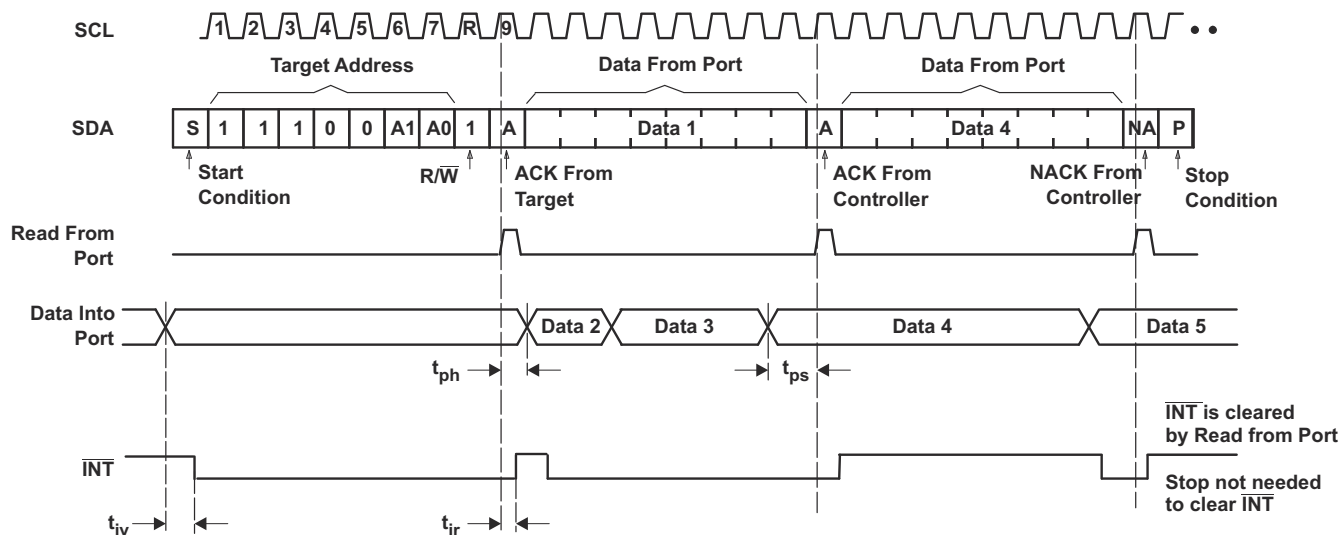 SCL 1 2 3 4 5 6 7 R 9
Target Address Data From Port Data From Port
SDA S 1 1 1 0 0 A1 A0 1 A Data 1 A Data 4 NA P
Start Condition
R/W
ACK From Target
ACK From Controller
NACK From Controller
Stop Condition
Read From Port
Data Into Port
Data 2 Data 3 Data 4 Data 5
tph tps
INT is cleared
by Read from Port
INT
Stop not needed
to clear INT
tiv tir